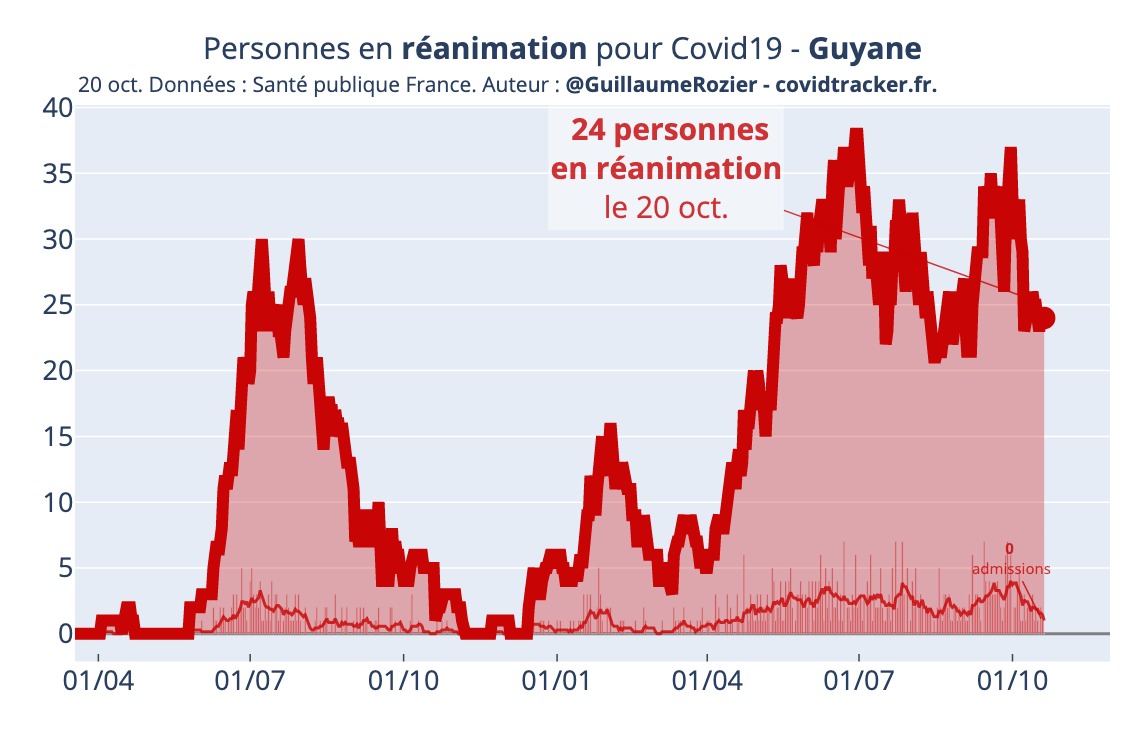 Personnes en réanimation pour Covid19 - Guyane
20 oct. Données : Santé publique France. Auteur : @GuillaumeRozier - covidtracker.fr.
40
35
30
25
20
15
10
5
0
24 personnes
en réanimation
le 20 oct.
0
admissions
01/04
01/07
01/10
01/01
01/04
01/07
01/10